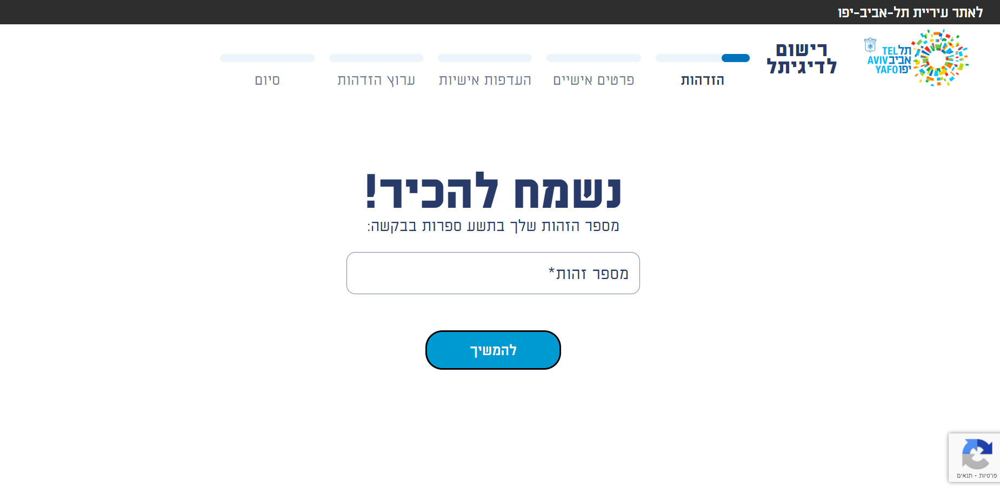 לאתר עיריית תל-אביב-יפו
תל TEL
אביב AVIV
יפו YAFO
רישום
לדיגיתל
הזדהות
פרטים אישיים
העדפות אישיות
ערוץ הזדהות
סיום
נשמח להכיר!
מספר הזהות שלך בתשע ספרות בבקשה:
מספר זהות*
להמשיך
פרטיות - תנאים